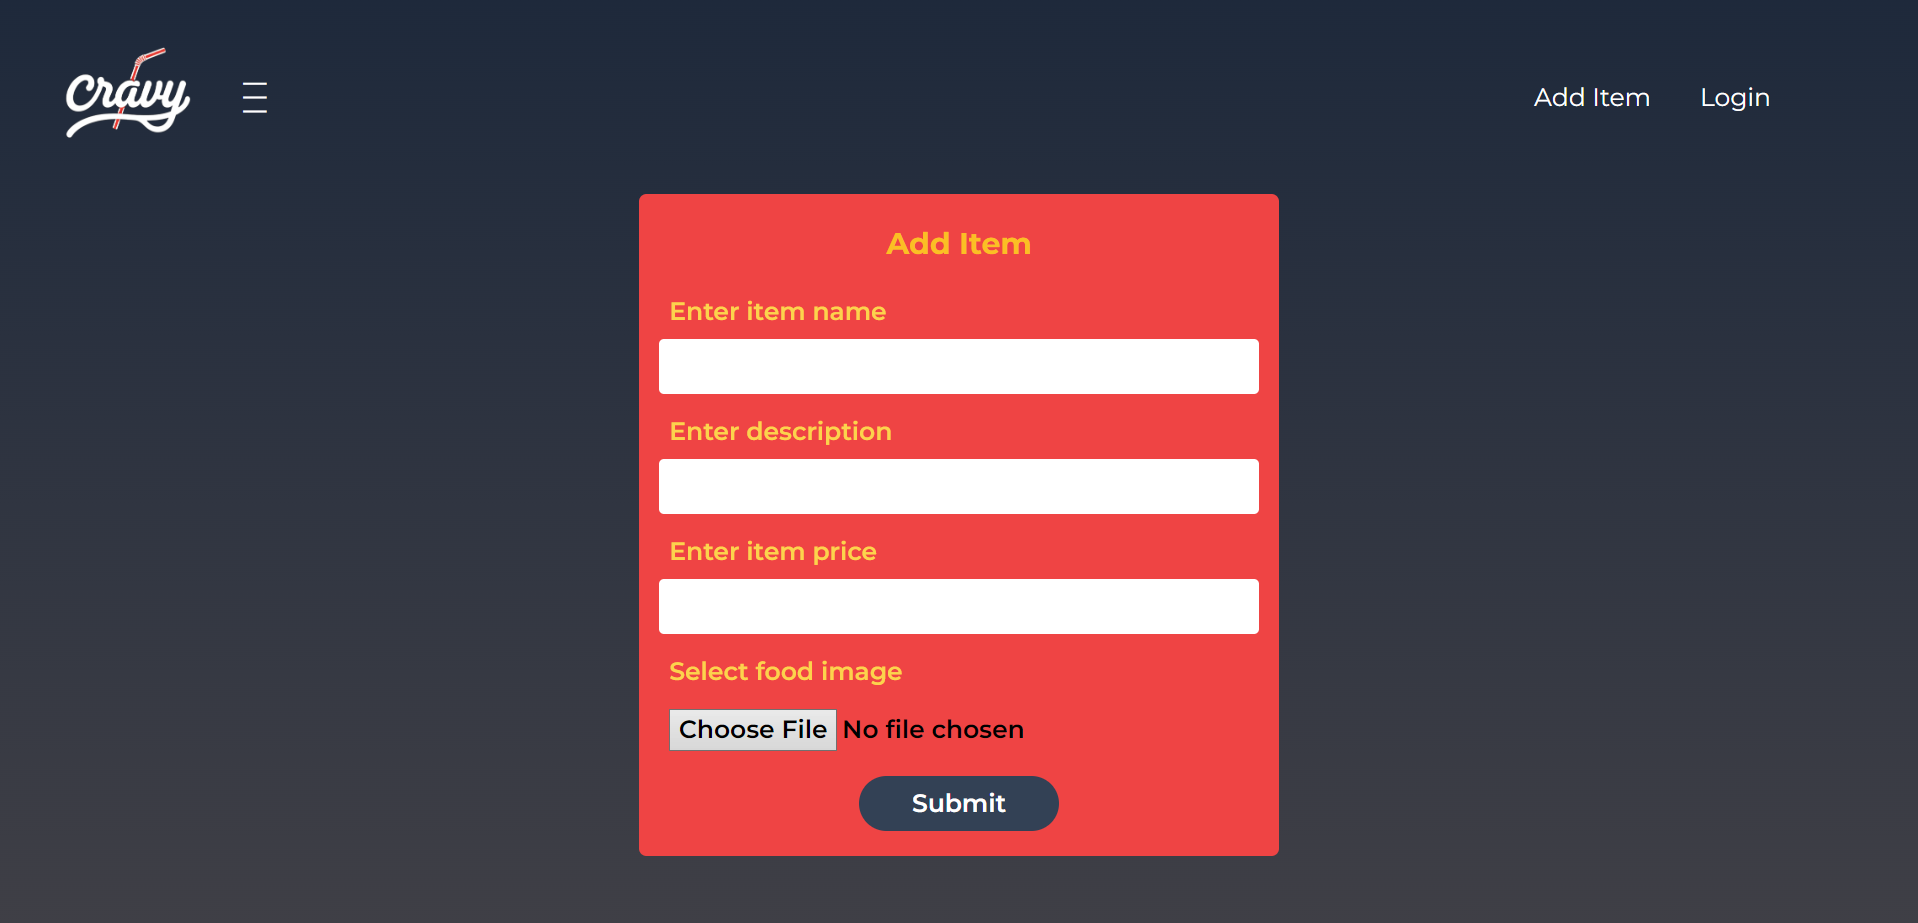 Cravy
Add Item Login
Add Item
Enter item name
Enter description
Enter item price
Select food image
Choose File No file chosen
Submit